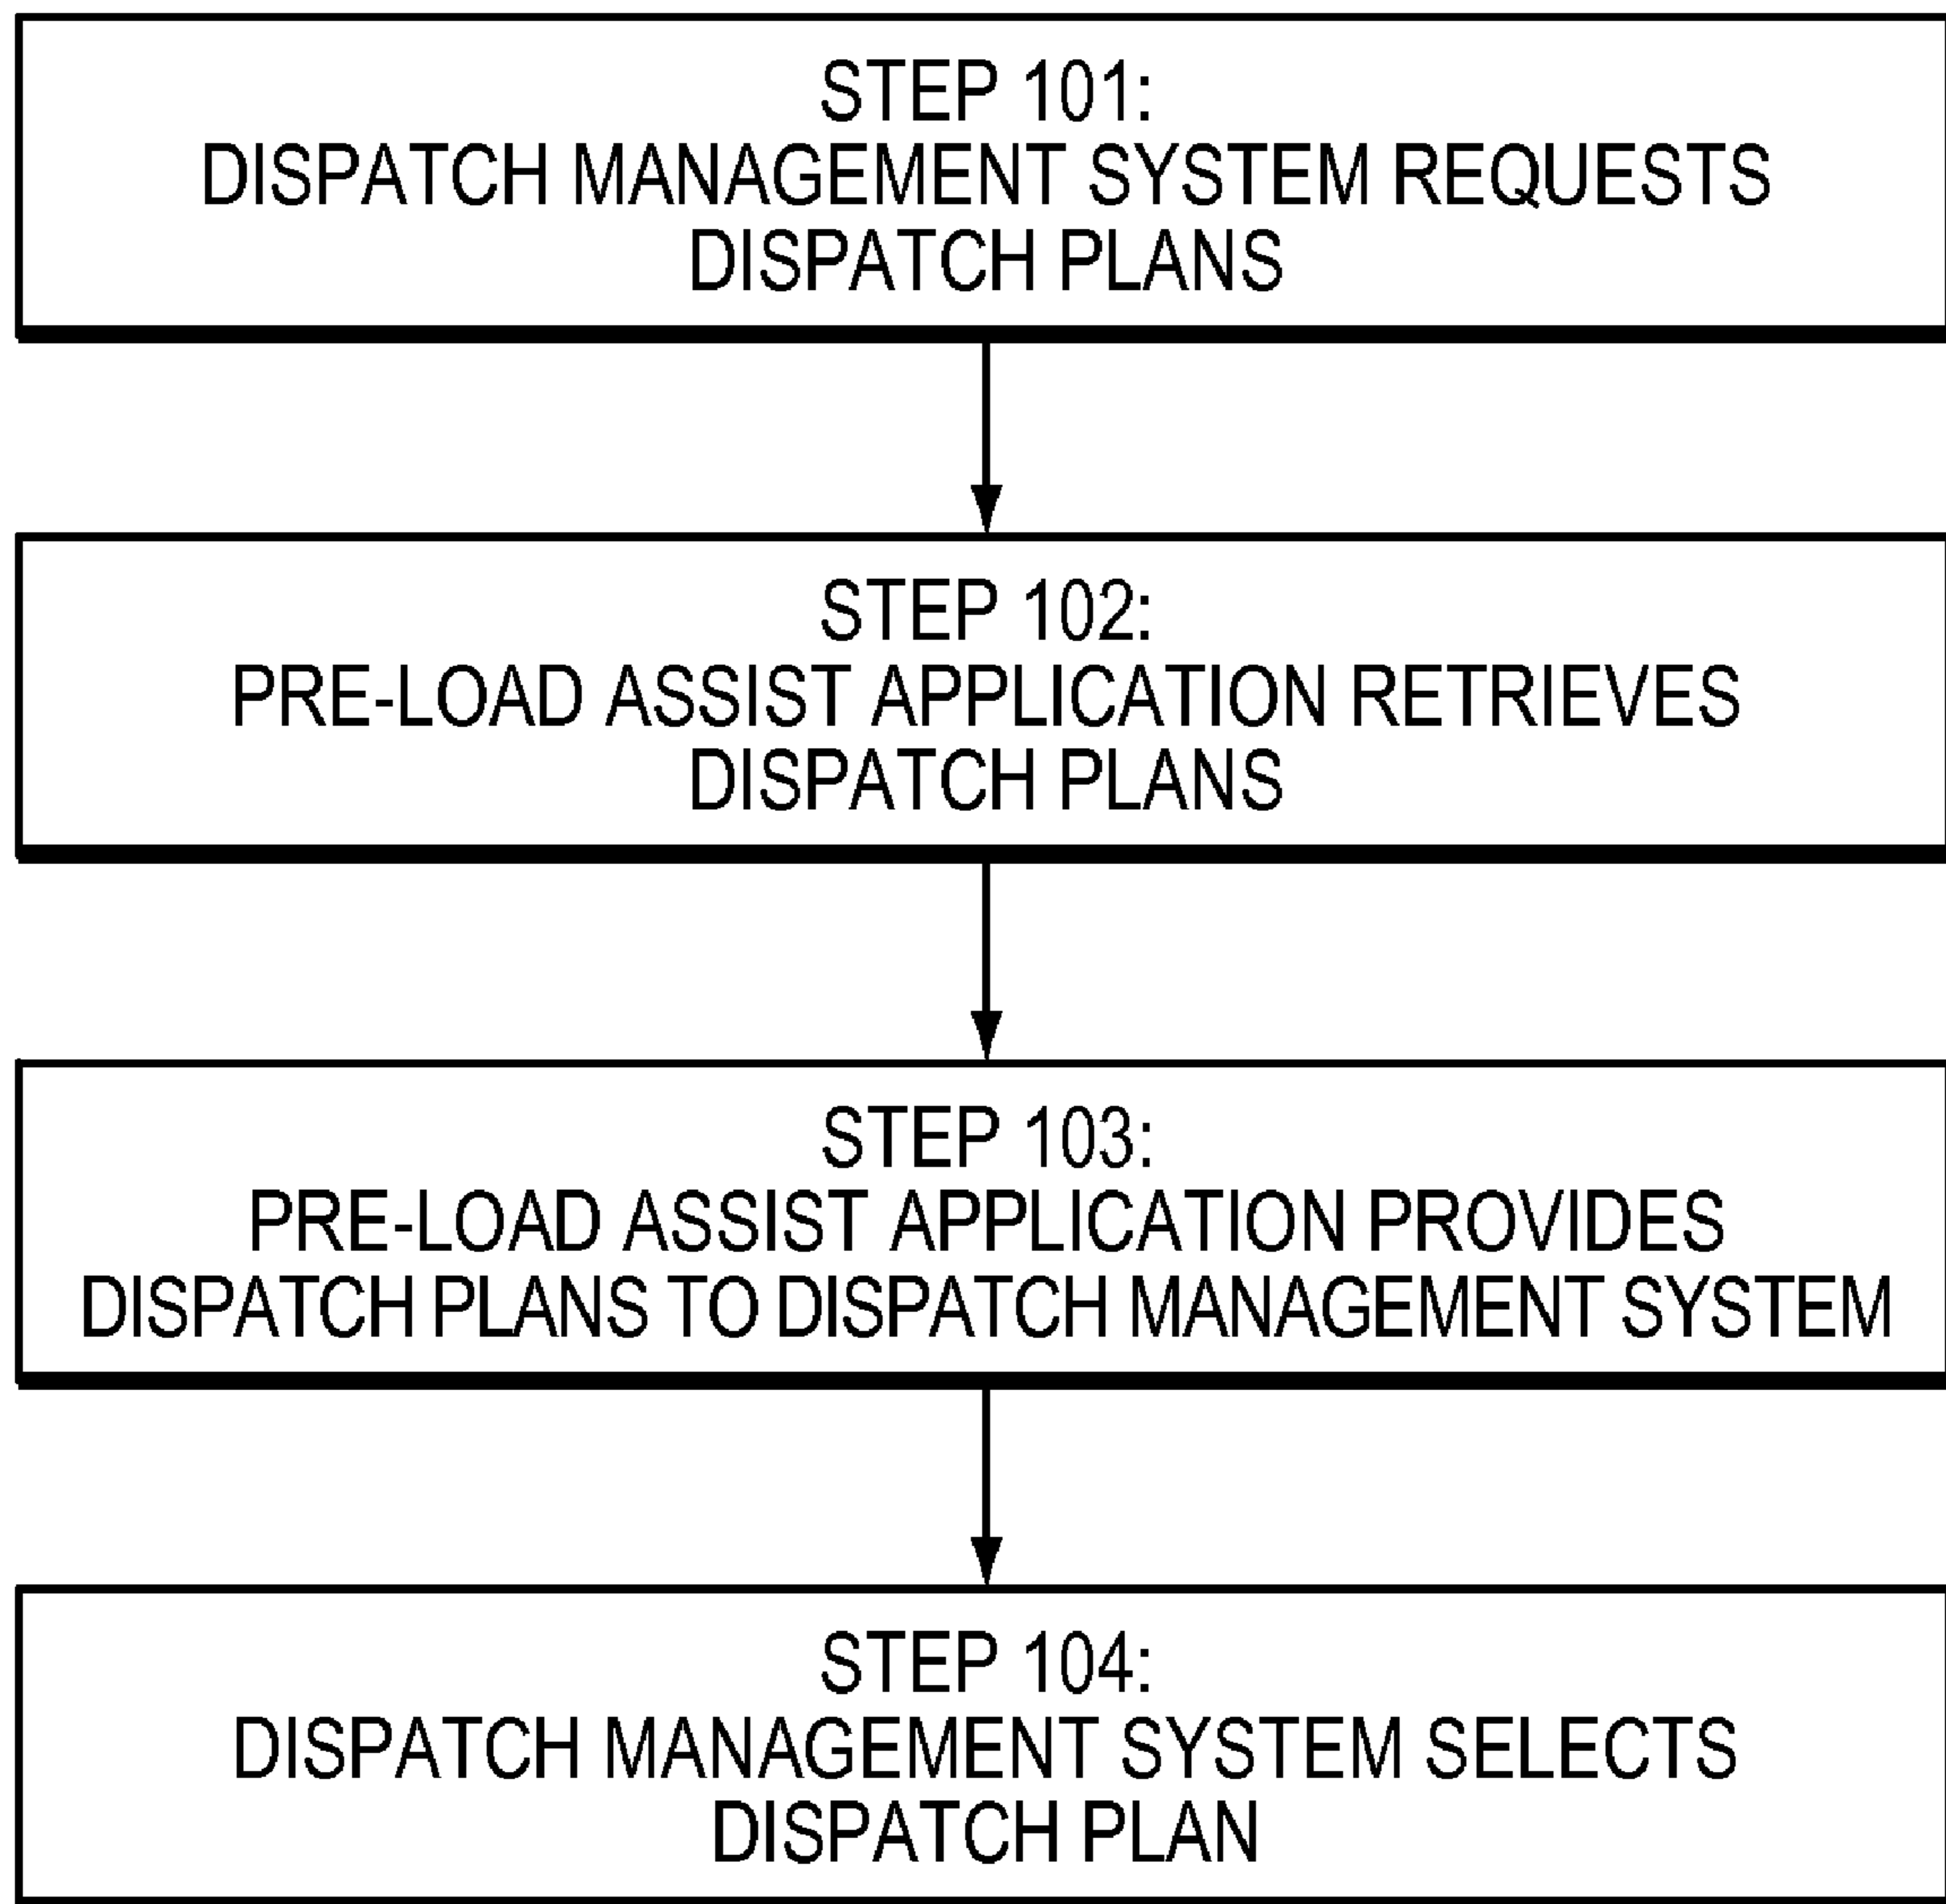 STEP 101:
DISPATCH MANAGEMENT SYSTEM REQUESTS
DISPATCH PLANS
STEP 102:
PRE-LOAD ASSIST APPLICATION RETRIEVES
DISPATCH PLANS
STEP 103:
PRE-LOAD ASSIST APPLICATION PROVIDES
DISPATCH PLANS TO DISPATCH MANAGEMENT SYSTEM
STEP 104:
DISPATCH MANAGEMENT SYSTEM SELECTS
DISPATCH PLAN